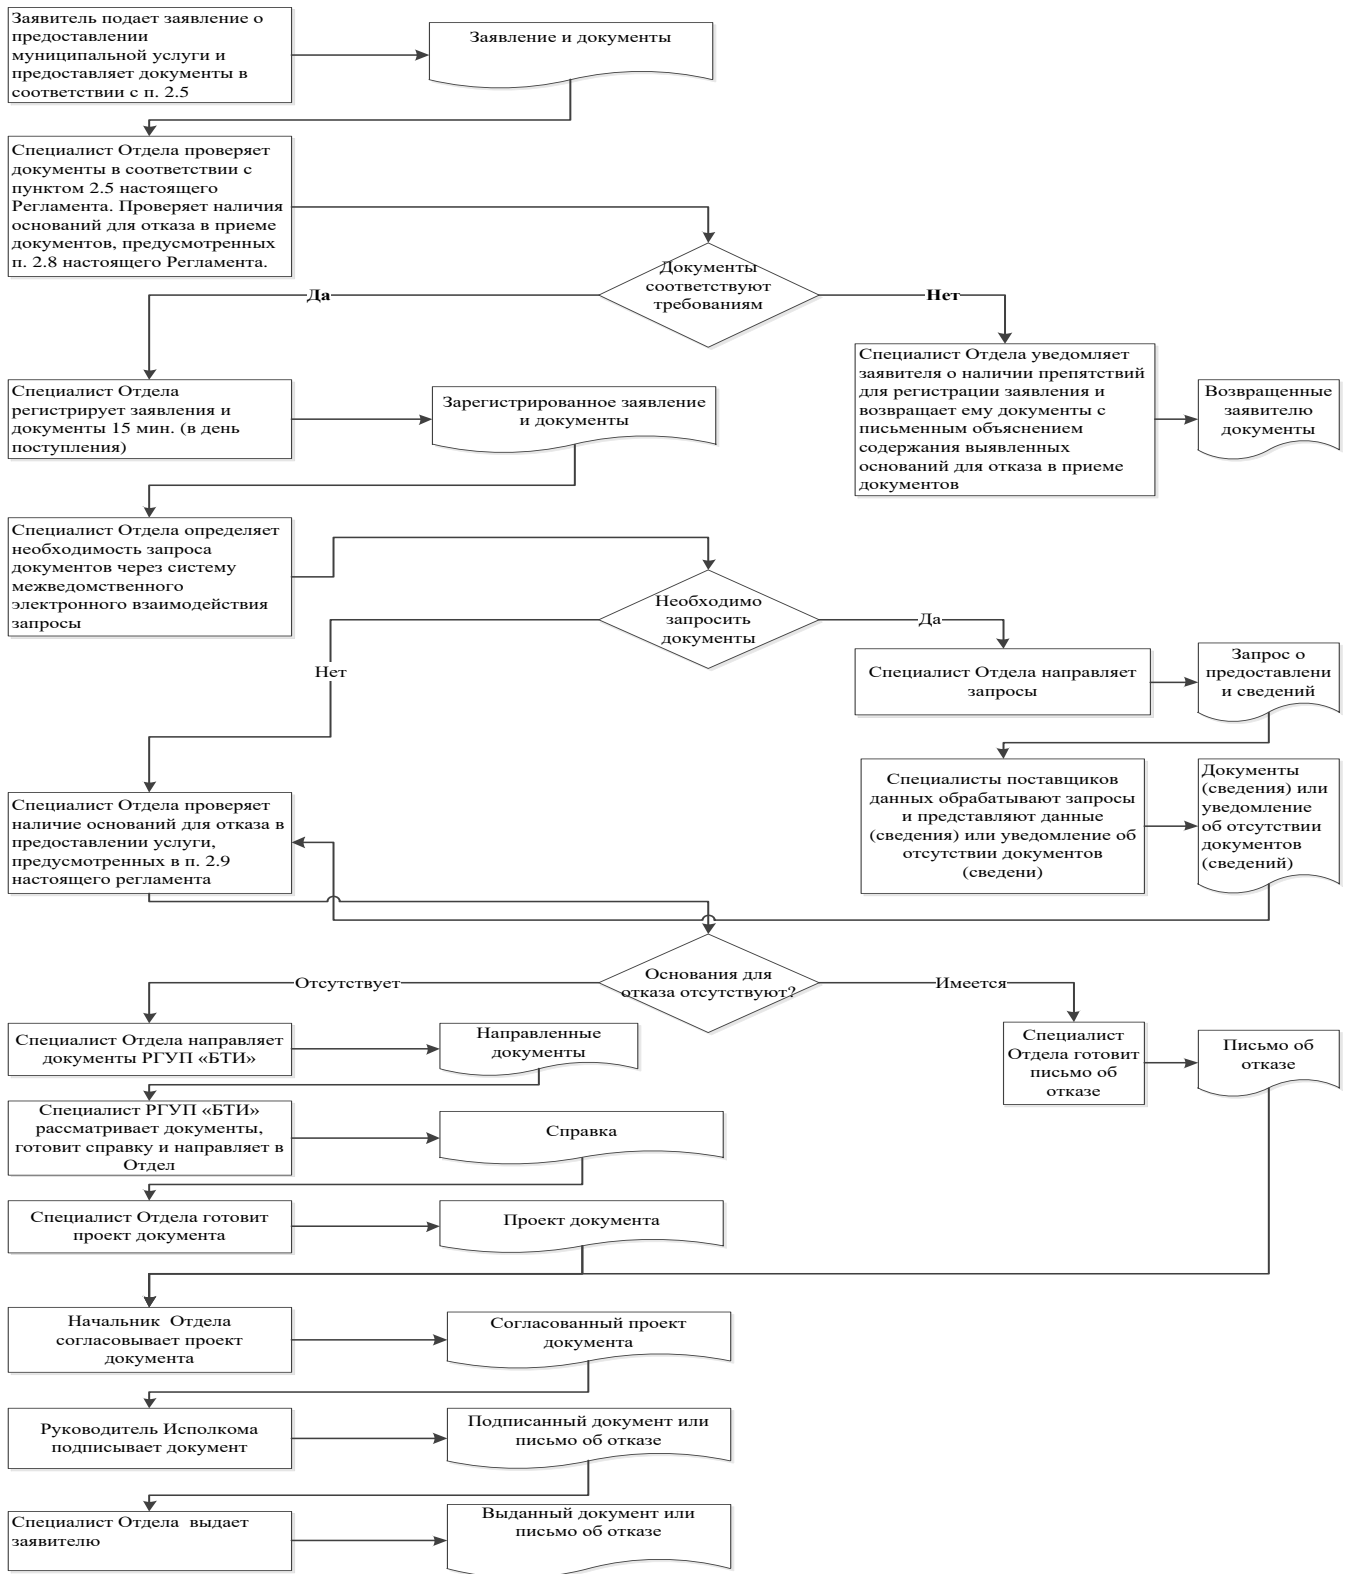 Заявитель подает заявление о
предоставлении
муниципальной услуги и
предоставляет документы в
соответствии с п. 2.5
Заявление и документы
Специалист Отдела проверяет
документы в соответствии с
пунктом 2.5 настоящего
Регламента. Проверяет наличия
оснований для отказа в приеме
документов, предусмотренных
п. 2.8 настоящего Регламента.
Документы
соответствуют
требованиям
Да
Нет
Специалист Отдела уведомляет
заявителя о наличии препятствий
для регистрации заявления и
возвращает ему документы с
письменным объяснением
содержания выявленных
оснований для отказа в приеме
документов
Возвращенные
заявителю
документы
Специалист Отдела
регистрирует заявления и
документы 15 мин. (в день
поступления)
Зарегистрированное заявление
и документы
Специалист Отдела определяет
необходимость запроса
документов через систему
межведомственного
электронного взаимодействия
запросы
Необходимо
запросить
документы
Да
Нет
Специалист Отдела направляет
запросы
Запрос о
предоставлени
и сведений
Специалисты поставщиков
данных обрабатывают запросы
и представляют данные
(сведения) или уведомление об
отсутствии документов
(сведени)
Документы
(сведения) или
уведомление
об отсутствии
документов
(сведений)
Специалист Отдела проверяет
наличие оснований для отказа в
предоставлении услуги,
предусмотренных в п. 2.9
настоящего регламента
Основания для
отказа отсутствуют?
Отсутствует
Имеется
Специалист Отдела направляет
документы РГУП «БТИ»
Направленные
документы
Специалист
Отдела готовит
письмо об
отказе
Письмо об
отказе
Специалист РГУП «БТИ»
рассматривает документы,
готовит справку и направляет в
Отдел
Справка
Специалист Отдела готовит
проект документа
Проект документа
Начальник  Отдела
согласовывает проект
документа
Согласованный проект
документа
Руководитель Исполкома
подписывает документ
Подписанный документ или
письмо об отказе
Специалист Отдела  выдает
заявителю
Выданный документ или
письмо об отказе